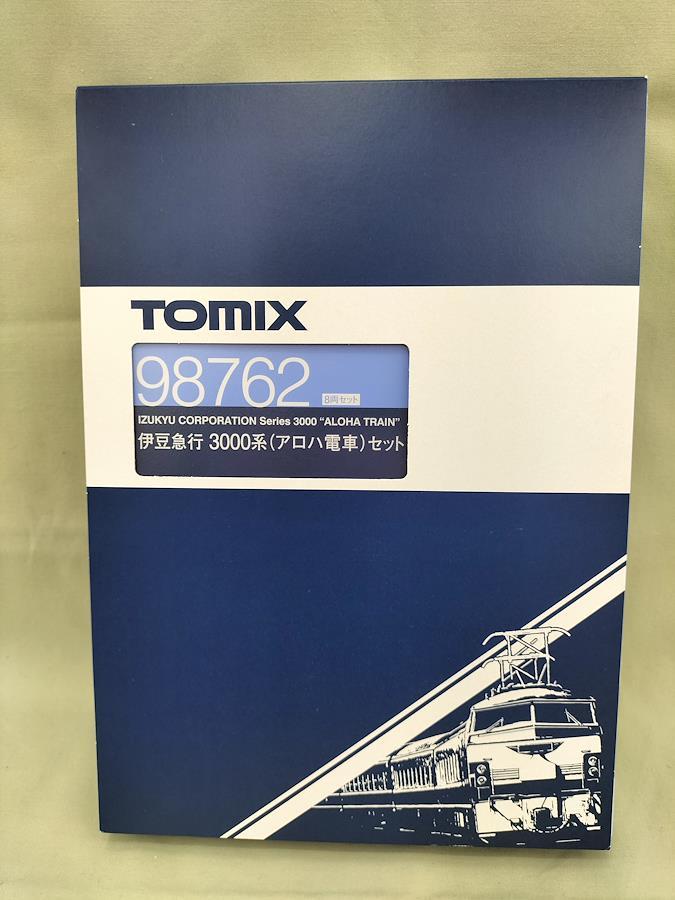 TOMIX
98762
8両セット
IZUKYU CORPORATION Series 3000 “ALOHA TRAIN”
伊豆急行 3000系(アロハ電車)セット